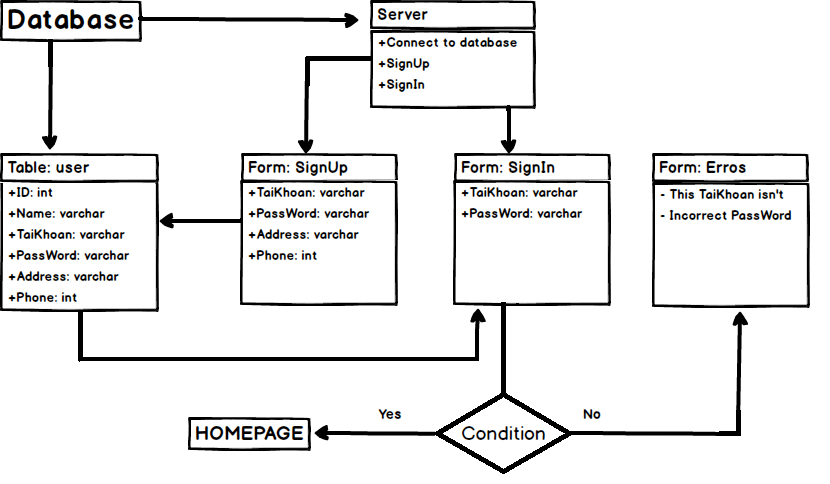 Database
Server
+Connect to database
+SignUp
+SignIn
Table: user
+ID: int
+Name: varchar
+TaiKhoan: varchar
+PassWord: varchar
+Address: varchar
+Phone: int
Form: SignUp
+TaiKhoan: varchar
+PassWord: varchar
+Address: varchar
+Phone: int
Form: SignIn
+TaiKhoan: varchar
+PassWord: varchar
Form: Erros
- This TaiKhoan isn't
- Incorrect PassWord
Yes
No
HOMEPAGE
Condition